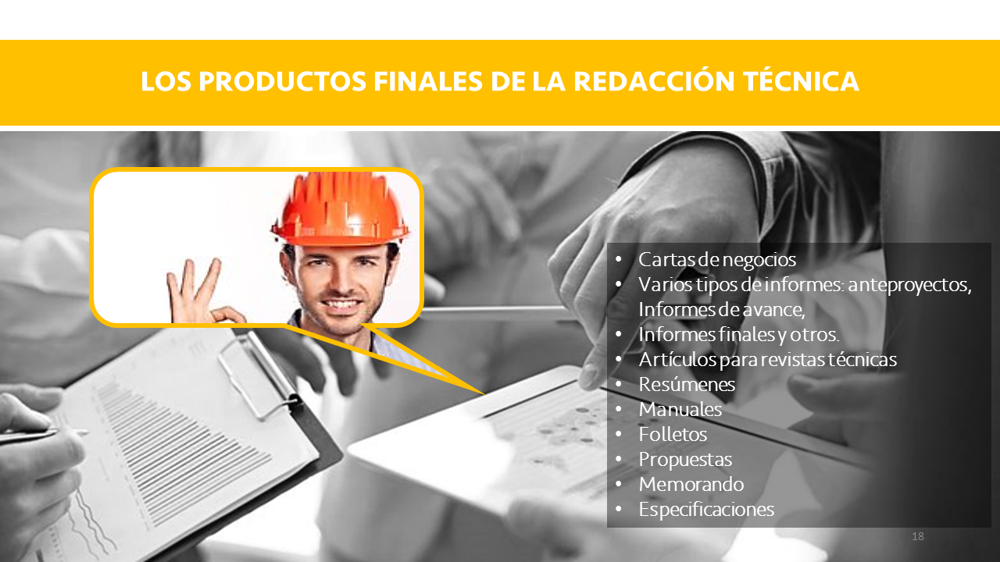 LOS PRODUCTOS FINALES DE LA REDACCIÓN TÉCNICA
• Cartas de negocios
• Varios tipos de informes: anteproyectos,
Informes de avance,
• Informes finales y otros.
• Artículos para revistas técnicas
• Resúmenes
• Manuales
• Folletos
• Propuestas
• Memorando
• Especificaciones
18